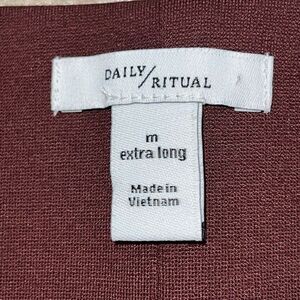 DAILY/RITUAL
m
extra long
Made in
Vietnam